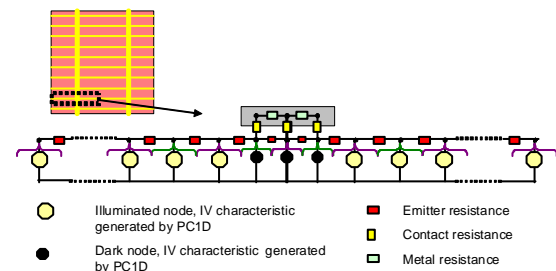 Illuminated node, IV characteristic
generated by PC1D
Dark node, IV characteristic generated
by PC1D
Emitter resistance
Contact resistance
Metal resistance